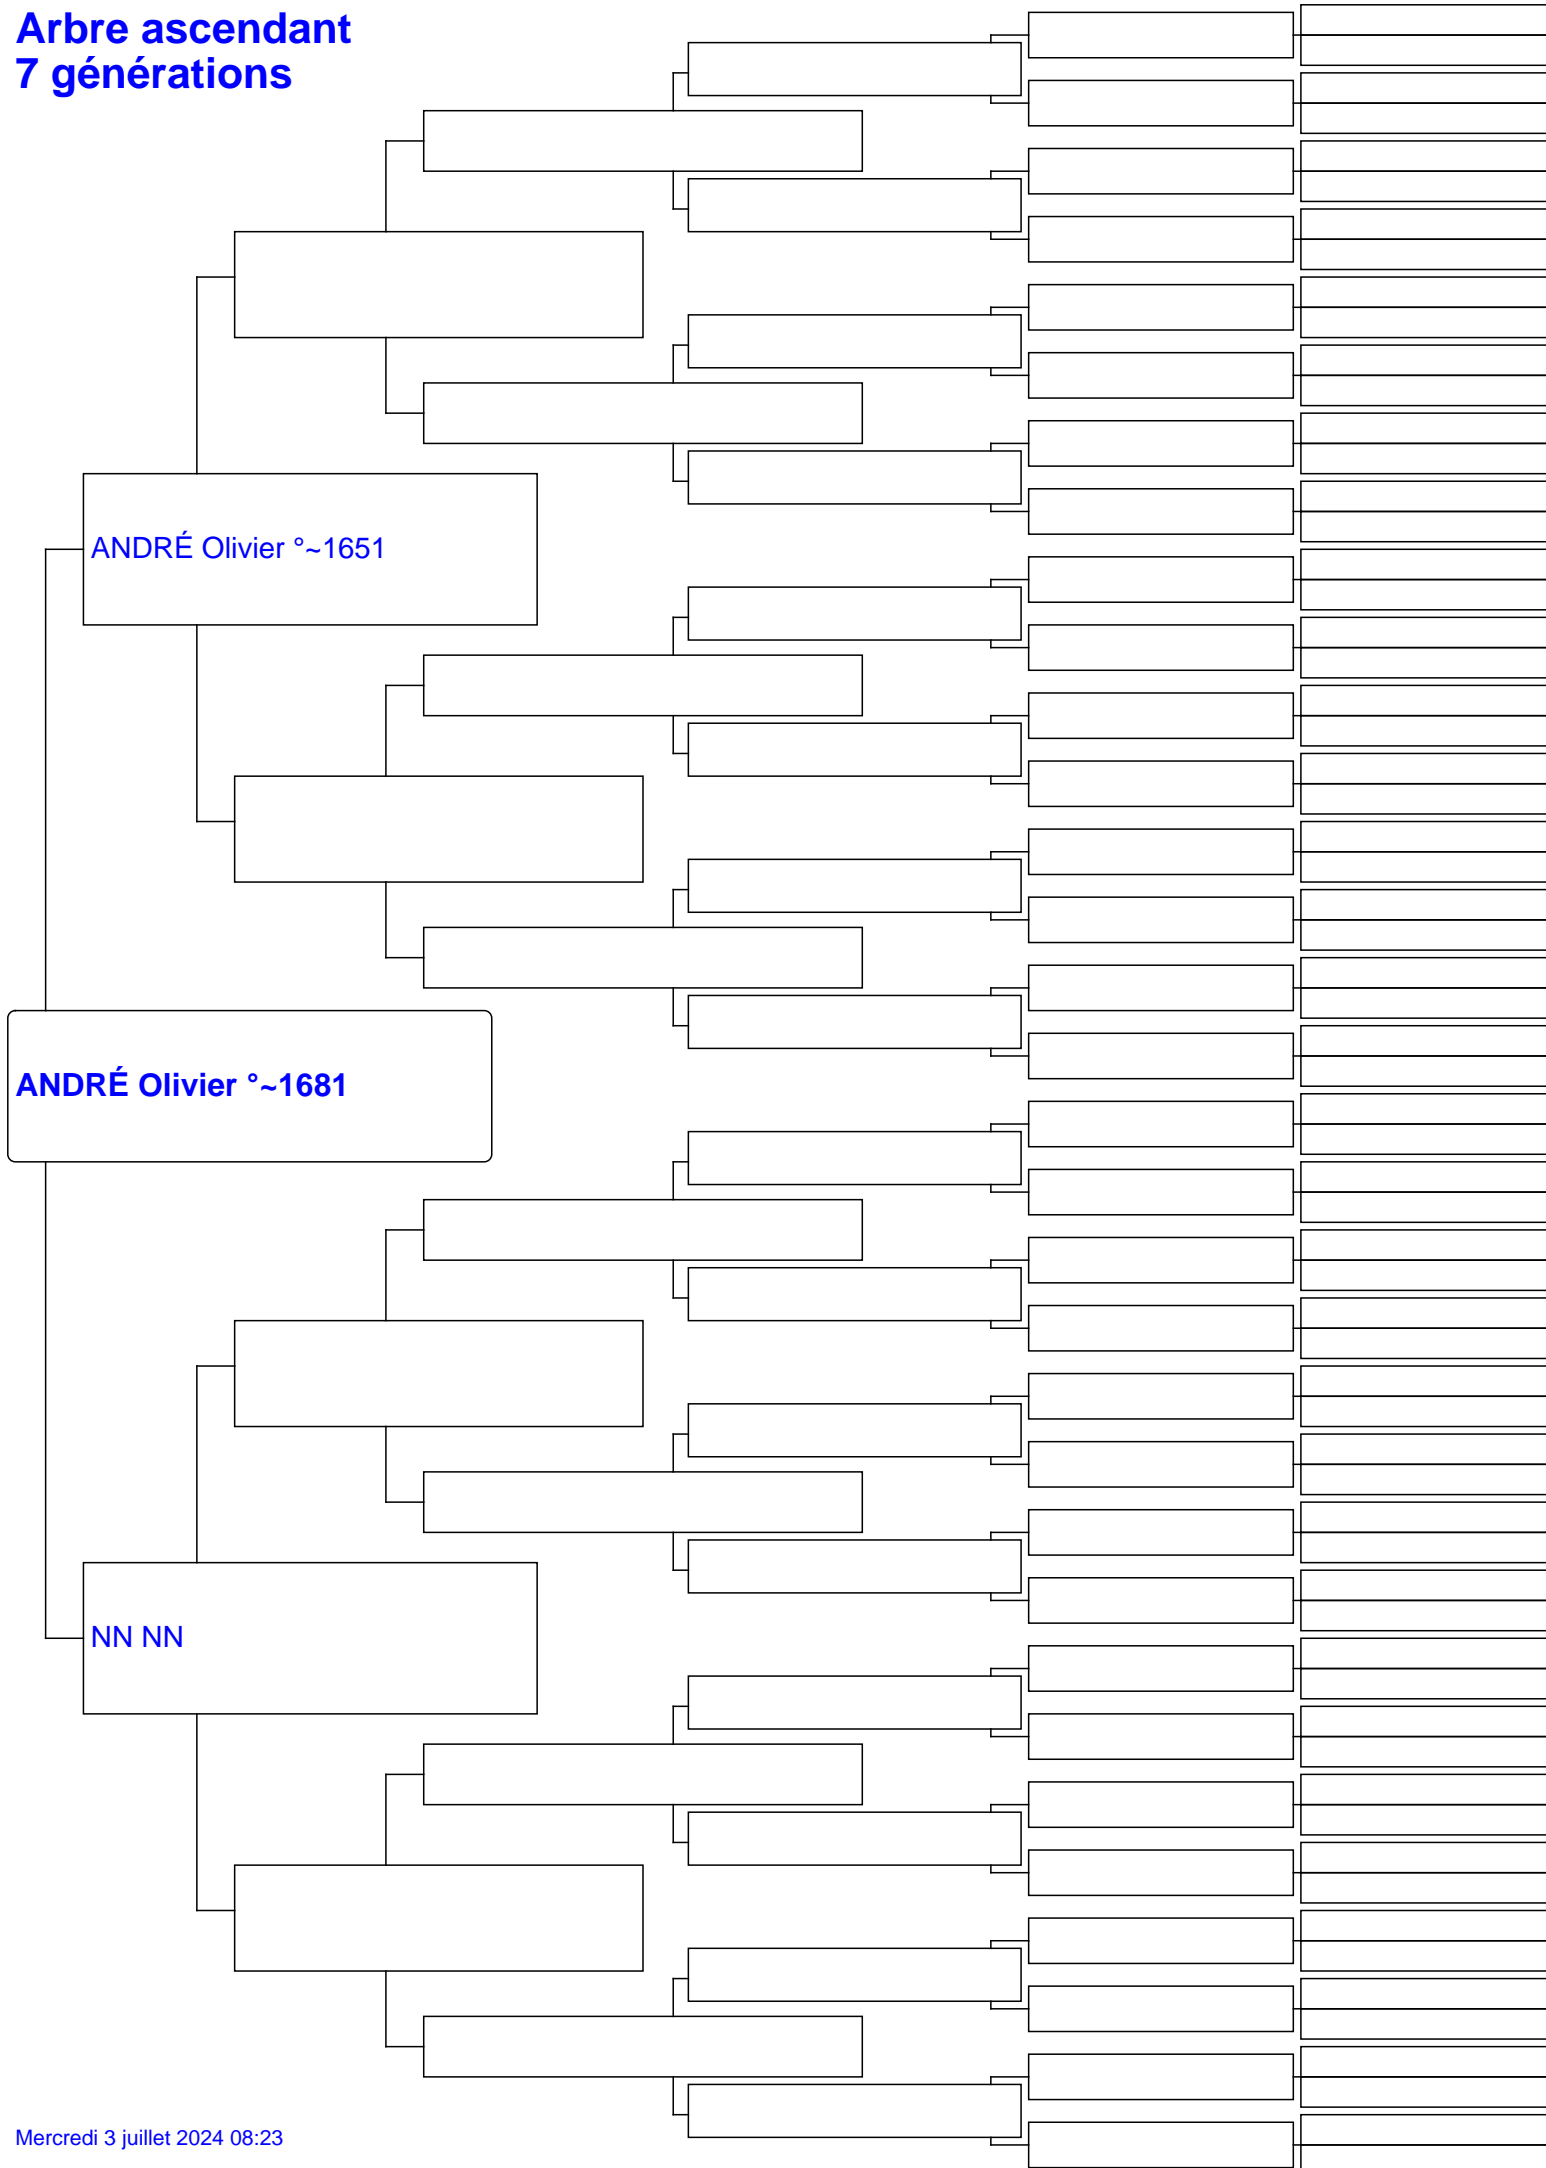 Arbre ascendant
7 générations
ANDRÉ Olivier °~1651
ANDRÉ Olivier °~1681
NN NN
Mercredi 3 juillet 2024 08:23